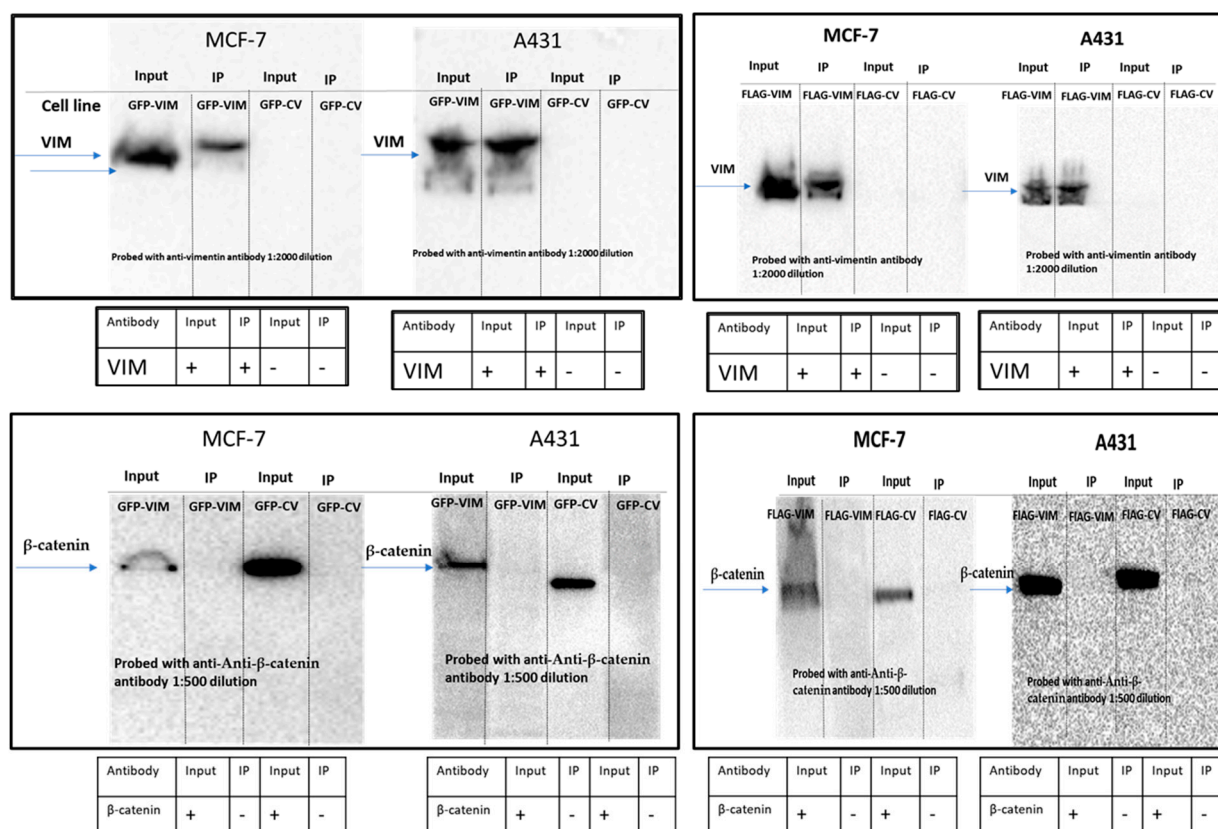 MCF-7 A431
Input IP Input IP Input IP Input IP
Cell line GFP-VIM GFP-VIM GFP-CV GFP-CV GFP-VIM GFP-VIM GFP-CV GFP-CV
VIM VIM
Probed with anti-vimentin antibody 1:2000 dilution Probed with anti-vimentin antibody 1:2000 dilution
MCF-7 A431
Input IP Input IP Input IP Input IP
FLAG-VIM FLAG-VIM FLAG-CV FLAG-CV FLAG-VIM FLAG-VIM FLAG-CV FLAG-CV
VIM VIM
Probed with anti-vimentin antibody
1:2000 dilution
Probed with anti-vimentin antibody
1:2000 dilution
Antibody Input IP Input IP
VIM + + - -
Antibody Input IP Input IP
VIM + + - -
Antibody Input IP Input IP
VIM + + - -
Antibody Input IP Input IP
VIM + + - -
MCF-7 A431
Input IP Input IP Input IP Input IP
GFP-VIM GFP-VIM GFP-CV GFP-CV GFP-VIM GFP-VIM GFP-CV GFP-CV
β-catenin β-catenin
Probed with anti-Anti-β-catenin
antibody 1:500 dilution
Probed with anti-Anti-β-catenin
antibody 1:500 dilution
MCF-7 A431
Input IP Input IP Input IP Input IP
FLAG-VIM FLAG-VIM FLAG-CV FlAG-CV FlAG-VIM FlAG-VIM FlAG-CV FlAG-CV
β-catenin β-catenin
Probed with anti-Anti-β-
catenin antibody 1:500 dilution
Probed with anti-Anti-β-
catenin antibody 1:500 dilution
Antibody Input IP Input IP
β-catenin + - + -
Antibody Input IP Input IP
β-catenin + - + -
Antibody Input IP Input IP
β-catenin + - + -
Antibody Input IP Input IP
β-catenin + - + -